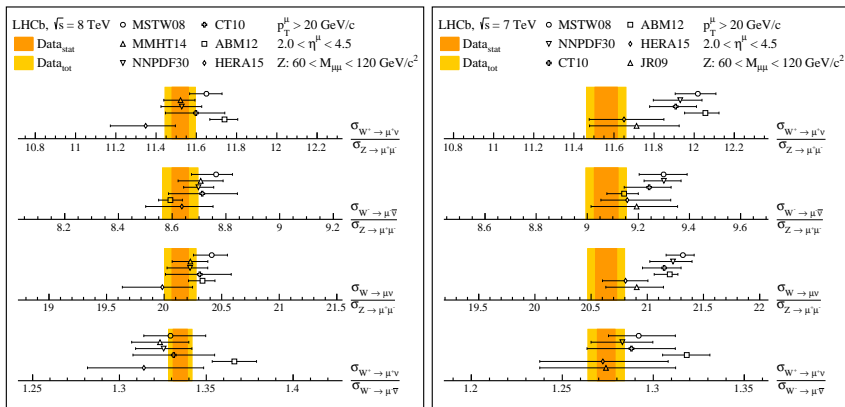 LHCb, √s = 8 TeV MSTW08 CT10 p_T^μ > 20 GeV/c
Data_stat MMHT14 ABM12 2.0 < η^μ < 4.5
Data_tot NNPDF30 HERA15 Z: 60 < M_μμ < 120 GeV/c²
10.8 11 11.2 11.4 11.6 11.8 12 12.2
σ_{W⁺ → μ⁺ν} / σ_{Z → μ⁺μ⁻}
8.2 8.4 8.6 8.8 9 9.2
σ_{W⁻ → μ⁻ν̅} / σ_{Z → μ⁺μ⁻}
19 19.5 20 20.5 21 21.5
σ_{W → μν} / σ_{Z → μ⁺μ⁻}
1.25 1.3 1.35 1.4
σ_{W⁺ → μ⁺ν} / σ_{W⁻ → μ⁻ν̅}
LHCb, √s = 7 TeV MSTW08 ABM12 p_T^μ > 20 GeV/c
Data_stat NNPDF30 HERA15 2.0 < η^μ < 4.5
Data_tot CT10 JR09 Z: 60 < M_μμ < 120 GeV/c²
10.8 11 11.2 11.4 11.6 11.8 12 12.2
σ_{W⁺ → μ⁺ν} / σ_{Z → μ⁺μ⁻}
8.6 8.8 9 9.2 9.4 9.6
σ_{W⁻ → μ⁻ν̅} / σ_{Z → μ⁺μ⁻}
19.5 20 20.5 21 21.5 22
σ_{W → μν} / σ_{Z → μ⁺μ⁻}
1.2 1.25 1.3 1.35
σ_{W⁺ → μ⁺ν} / σ_{W⁻ → μ⁻ν̅}